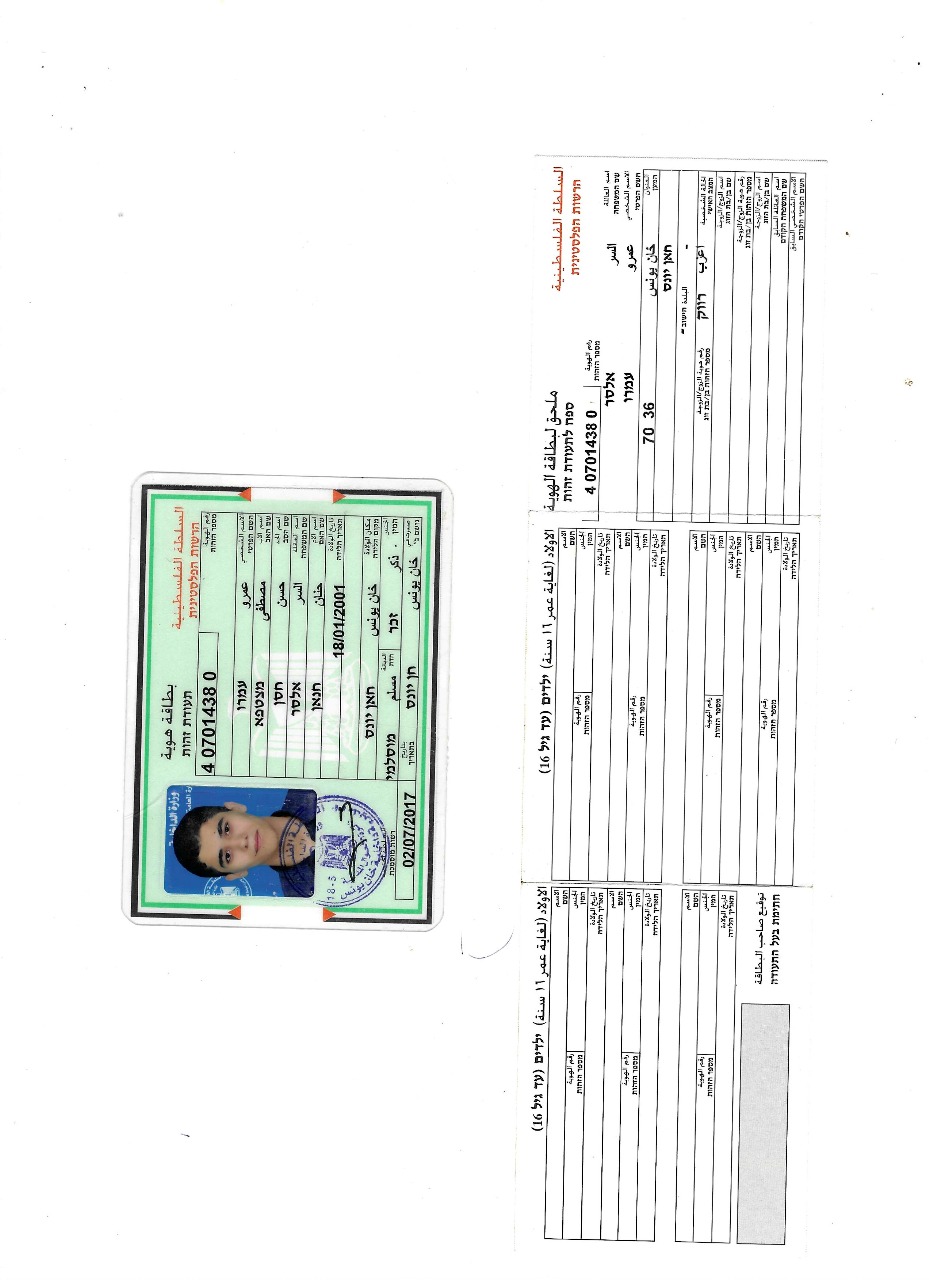 السلطة الفلسطينية
הרשות הפלסטינית
بطاقة هوية
תעודת זהות
رقم الهوية
מספר הזהות
4 0701438 0
الاسم الشخصي عمرو
השם הפרטי עמרו
اسم الاب مصطفى
שם האב מצטפא
اسم الجد حسن
שם הסב חסן
اسم العائلة السر
שם המשפחה אלסר
اسم الام حنان
שם האם חנאן
تاريخ الولادة
תאריך הלידה
18/01/2001
مكان الولادة خان يونس
מקום הלידה חאן יונס
الجنس ذكر
המין זכר
الديانة مسلم
הדת מוסלמי
صدرت في خان يونس
נושם ב' חן יונס
بتاريخ
בתאריך
02/07/2017
רשות מוסמכת
وزارة الداخلية
18-5
السلطة الفلسطينية
הרשות הפלסטינית
ملحق لبطاقة الهوية
ספח לתעודת זהות
رقم الهوية
מספר הזהות
4 0701438 0
اسم العائلة السر
שם המשפחה אלסר
الاسم الشخصي عمرو
השם הפרטי עמרו
العنوان خان يونس 70 36
המען
חאן יונס
- البلدة הישוב -
الحالة الشخصية اعزب
המצב האישי רווק
رقم هوية الزوج/الزوجة
מספר הזהות בן/בת זוג
اسم الزوج/الزوجة
שם בן/בת הזוג
رقم هوية الزوج/الزوجة
מספר הזהות בן/בת זוג
اسم الزوج/الزوجة
שם בן/בת הזוג
اسم العائلة السابق
שם המשפחה הקודם
الاسم الشخصي السابق
השם הפרטי הקודם
الاولاد (لغاية عمر ١٦ سنة) ילדים (עד גיל 16)
الاسم
השם
الجنس رقم الهوية
המין מספר הזהות
تاريخ الولادة
תאריך הלידה
الاسم
השם
الجنس رقم الهوية
המין מספר הזהות
تاريخ الولادة
תאריך הלידה
الاسم
השם
الجنس رقم الهوية
המין מספר הזהות
تاريخ الولادة
תאריך הלידה
الاسم
השם
الجنس رقم الهوية
המין מספר הזהות
تاريخ الولادة
תאריך הלידה
الاولاد (لغاية عمر ١٦ سنة) ילדים (עד גיל 16)
الاسم
השם
الجنس رقم الهوية
המין מספר הזהות
تاريخ الولادة
תאריך הלידה
الاسم
השם
الجنس رقم الهوية
המין מספר הזהות
تاريخ الولادة
תאריך הלידה
الاسم
השם
الجنس رقم الهوية
המין מספר הזהות
تاريخ الولادة
תאריך הלידה
توقيع صاحب البطاقة
חתימת בעל התעודה